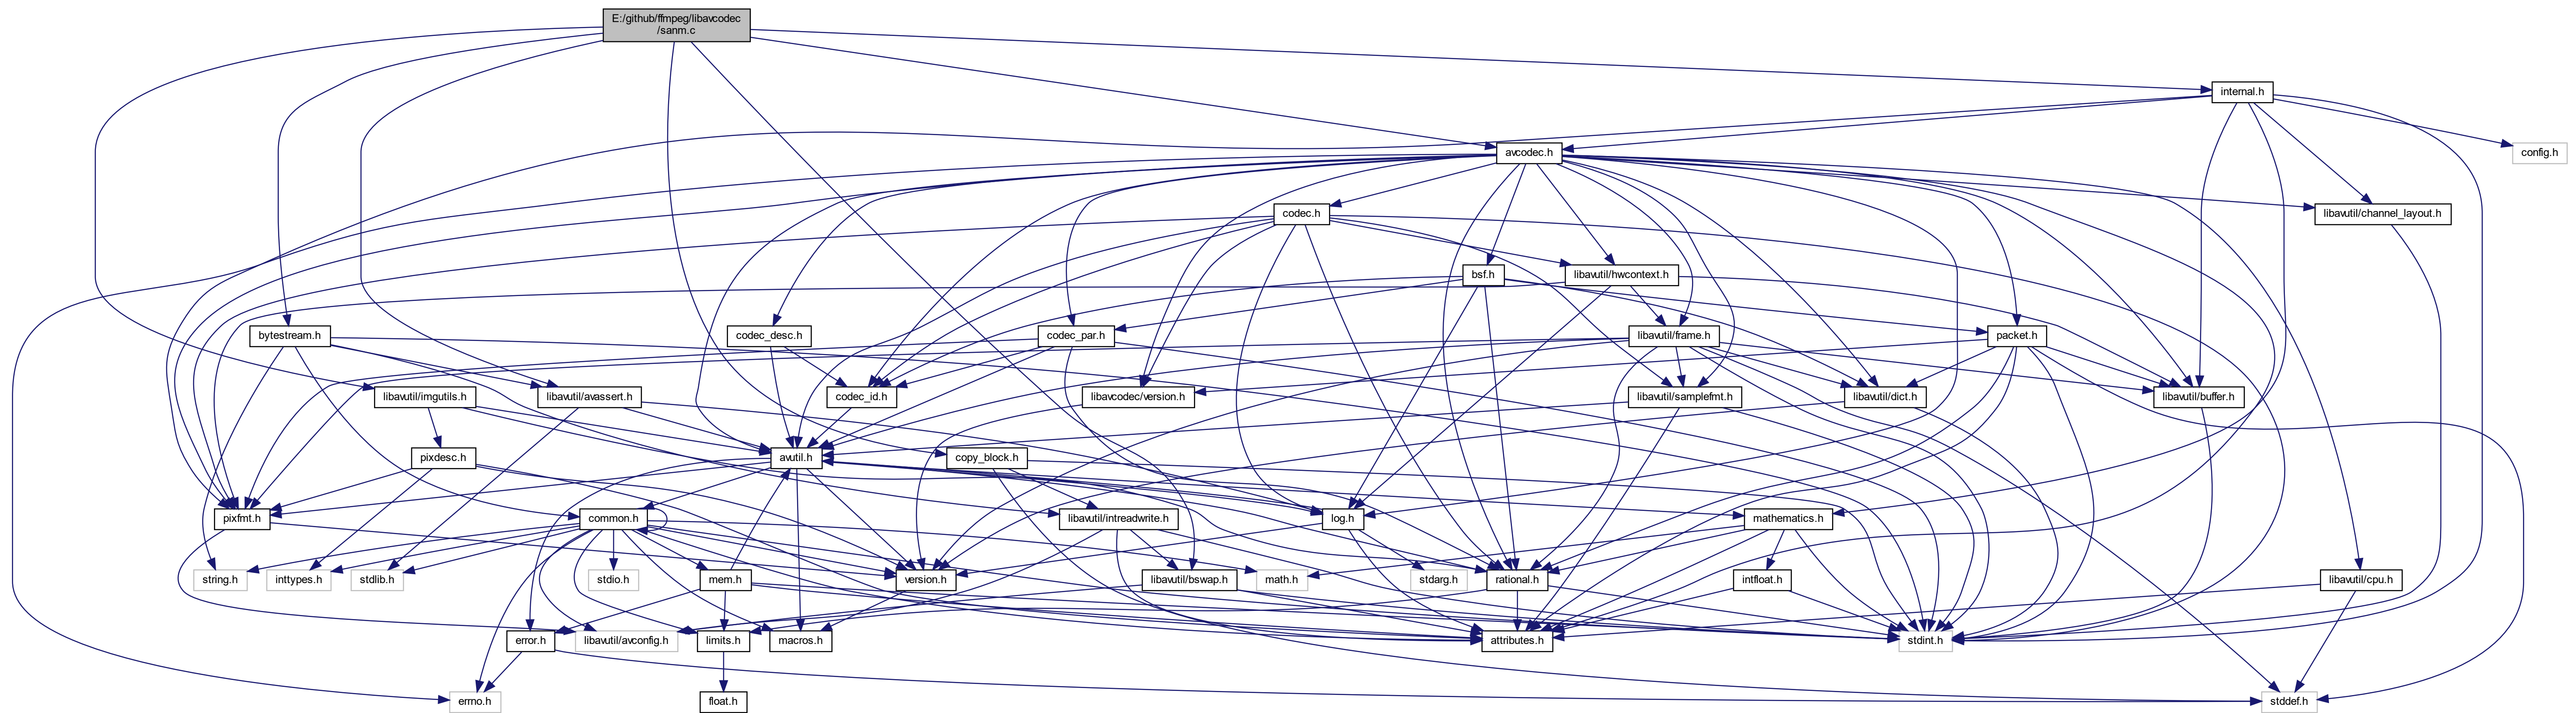 E:/github/ffmpeg/libavcodec
/sanm.c
internal.h
avcodec.h
config.h
codec.h
libavutil/channel_layout.h
bsf.h
libavutil/hwcontext.h
bytestream.h
codec_desc.h
codec_par.h
libavutil/frame.h
packet.h
libavutil/imgutils.h
libavutil/avassert.h
codec_id.h
libavcodec/version.h
libavutil/samplefmt.h
libavutil/dict.h
libavutil/buffer.h
pixdesc.h
avutil.h
copy_block.h
pixfmt.h
common.h
libavutil/intreadwrite.h
log.h
mathematics.h
string.h
inttypes.h
stdlib.h
stdio.h
mem.h
version.h
libavutil/bswap.h
math.h
stdarg.h
rational.h
intfloat.h
libavutil/cpu.h
error.h
libavutil/avconfig.h
limits.h
macros.h
attributes.h
stdint.h
errno.h
float.h
stddef.h